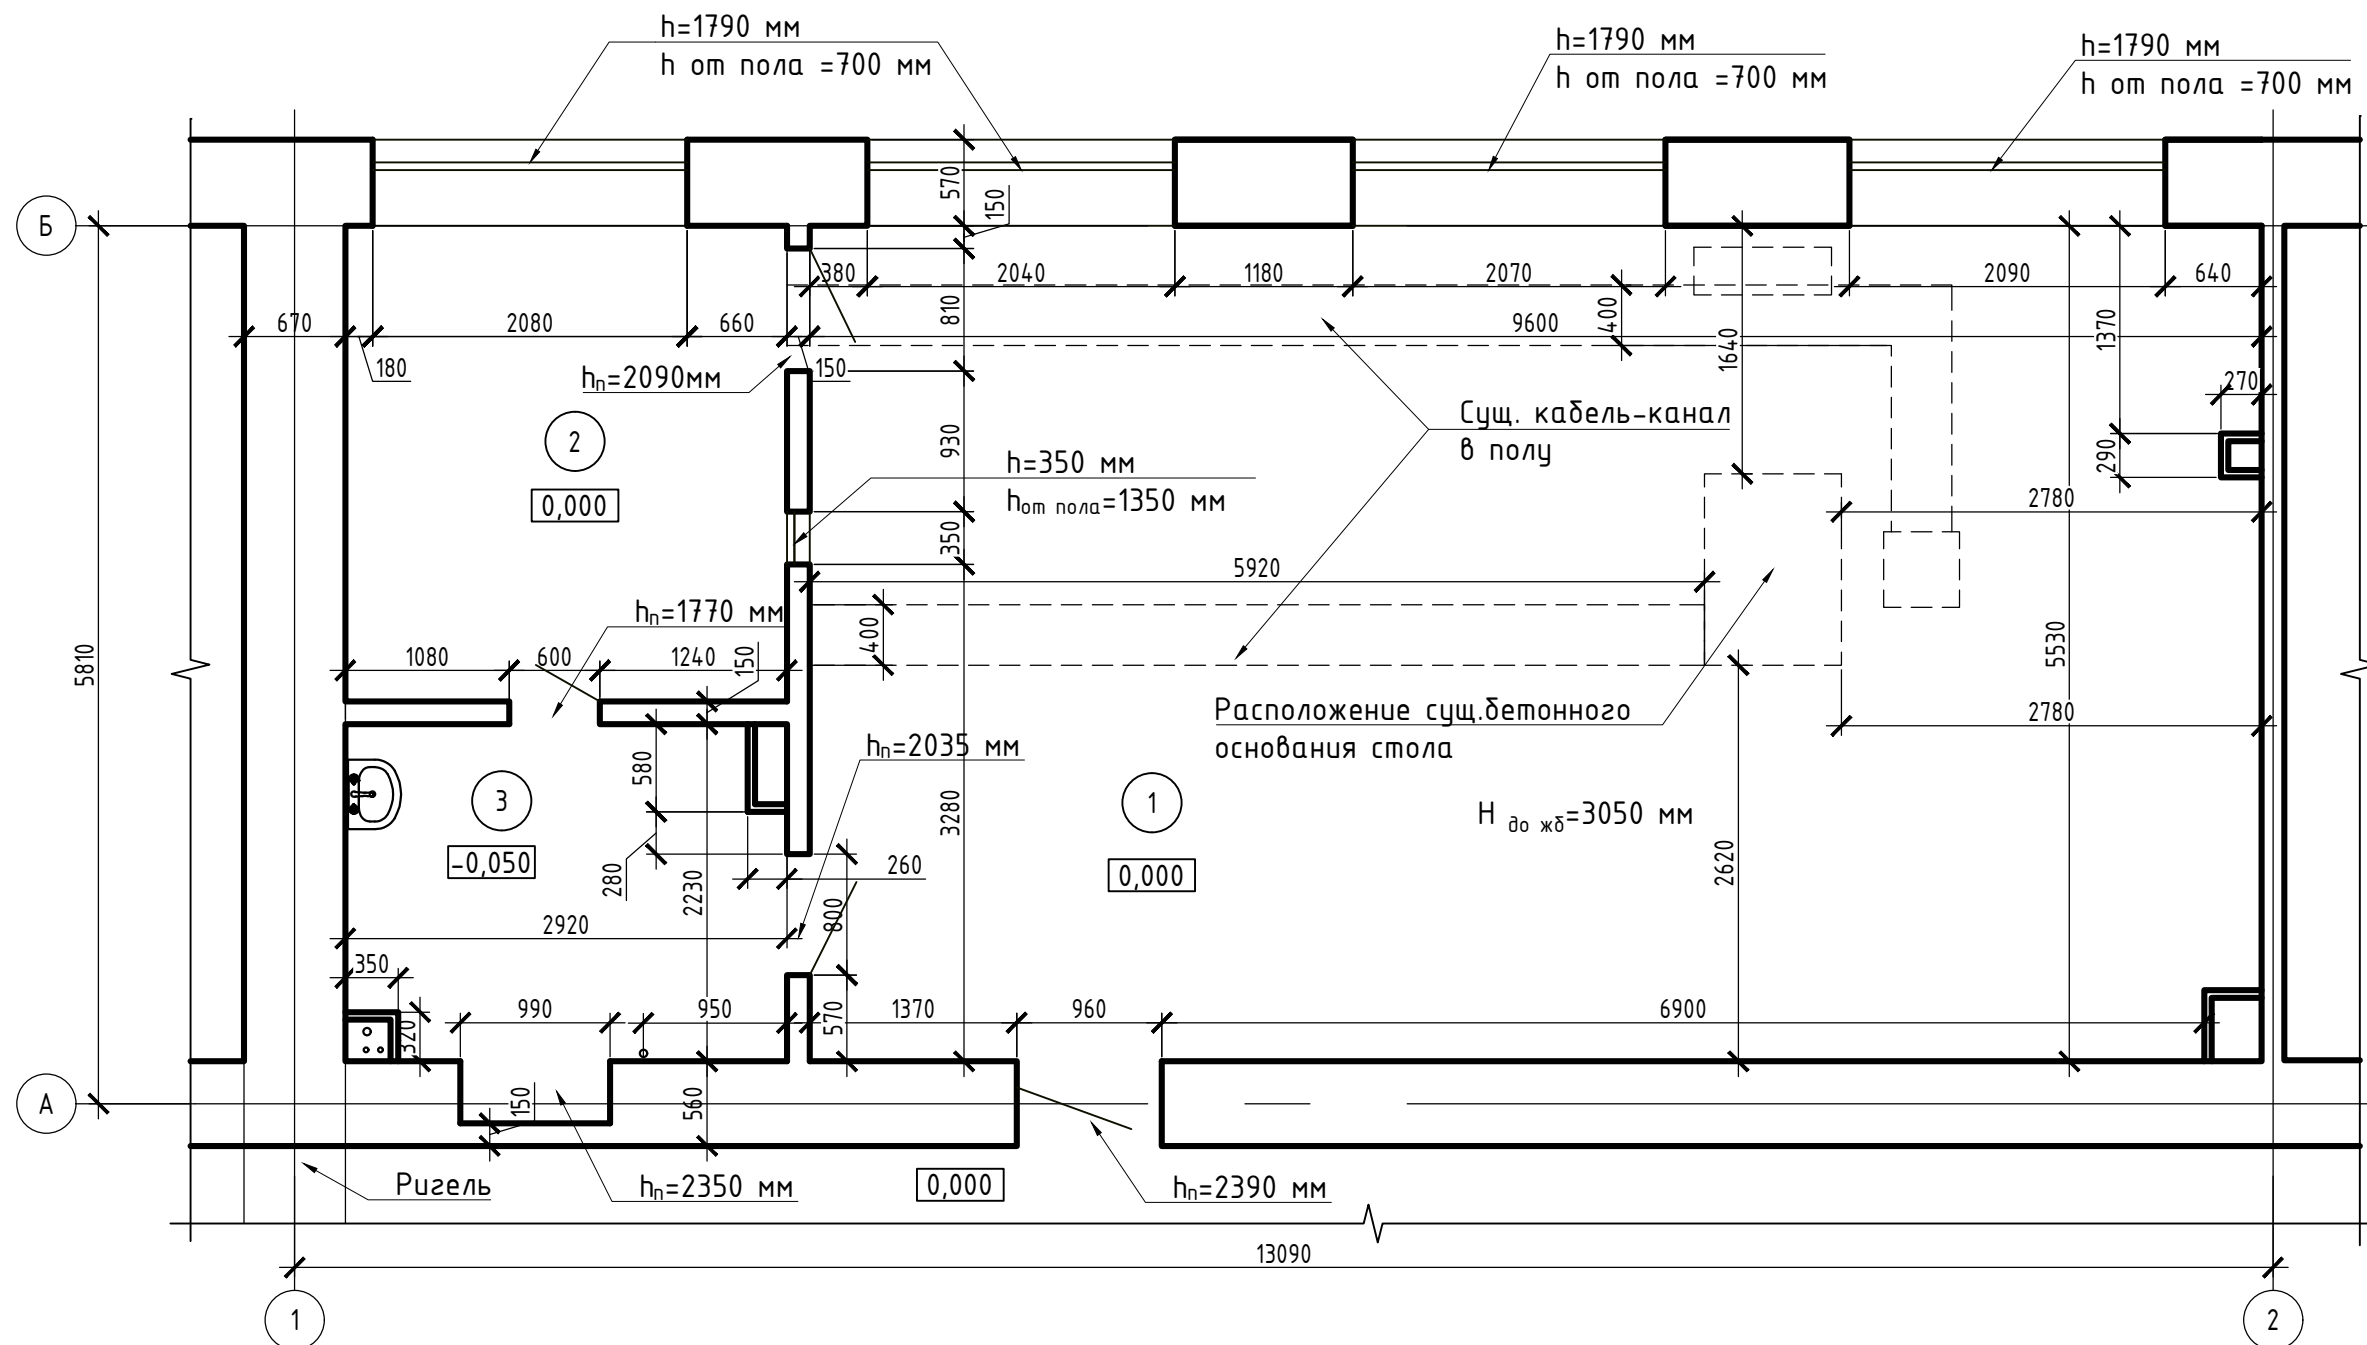 h=1790 мм
h от пола =700 мм
h=1790 мм
h от пола =700 мм
h=1790 мм
h от пола =700 мм
Б
570
150
380
2040
1180
2070
2090
640
670
2080
660
810
9600
400
1640
1370
180
hп=2090мм
150
270
2
930
Сущ. кабель-канал
в полу
290
0,000
h=350 мм
hот пола=1350 мм
2780
350
5920
hп=1770 мм
400
5530
5810
1080
600
1240
150
Расположение сущ.бетонного
основания стола
2780
hп=2035 мм
580
3
1
3280
H до жб=3050 мм
-0,050
280
2230
260
0,000
2620
800
2920
350
320
990
950
570
1370
960
6900
А
150
560
Ригель
hп=2350 мм
0,000
hп=2390 мм
13090
1
2